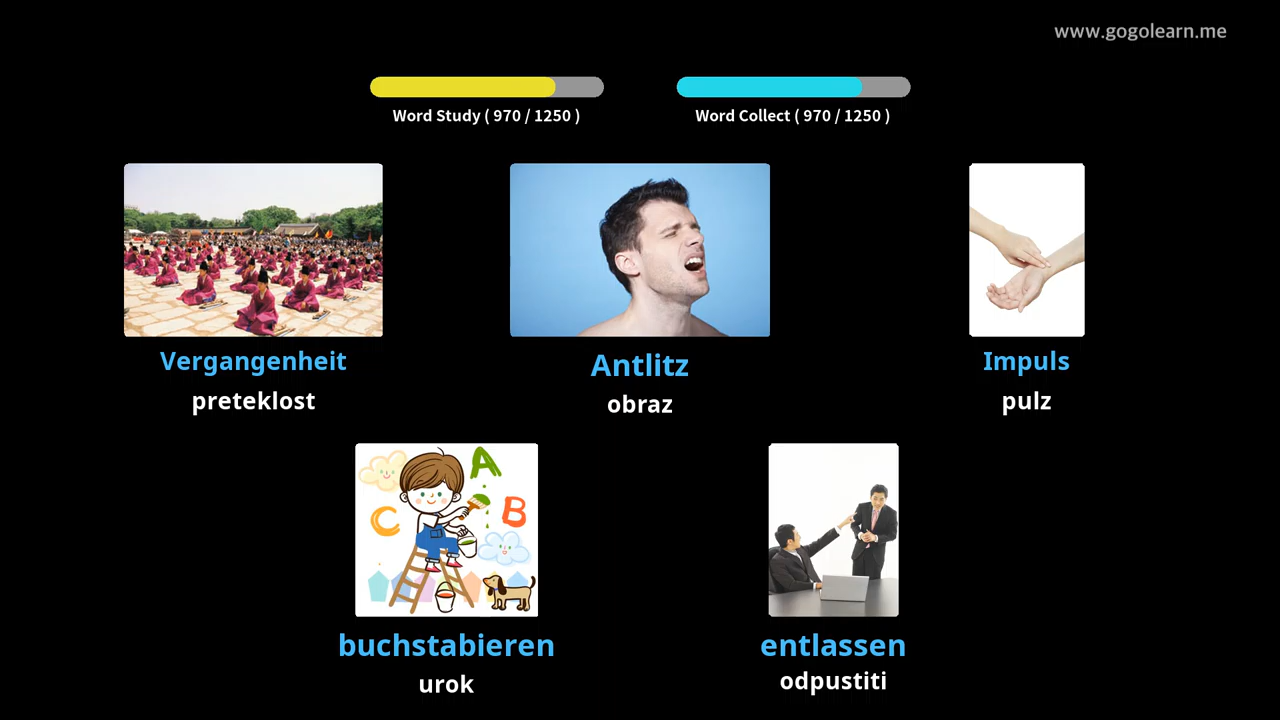 www.gogolearn.me
Word Study ( 970 / 1250 )
Word Collect ( 970 / 1250 )
Vergangenheit
preteklost
Antlitz
obraz
Impuls
pulz
A
B
C
buchstabieren
urok
entlassen
odpustiti